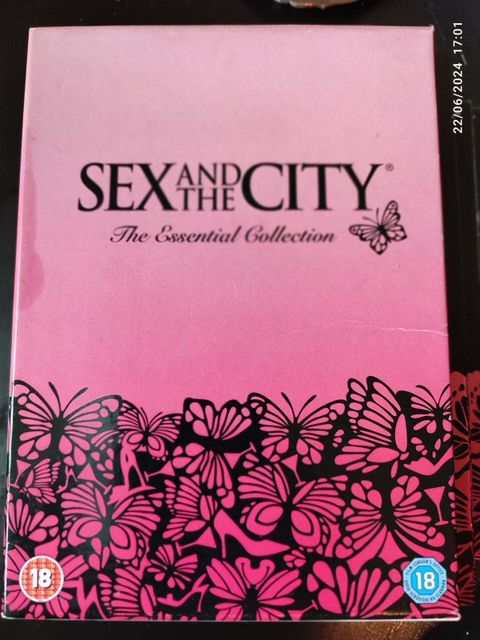 22/06/2024 17:01
SEX AND THE CITY®
The Essential Collection
18
18